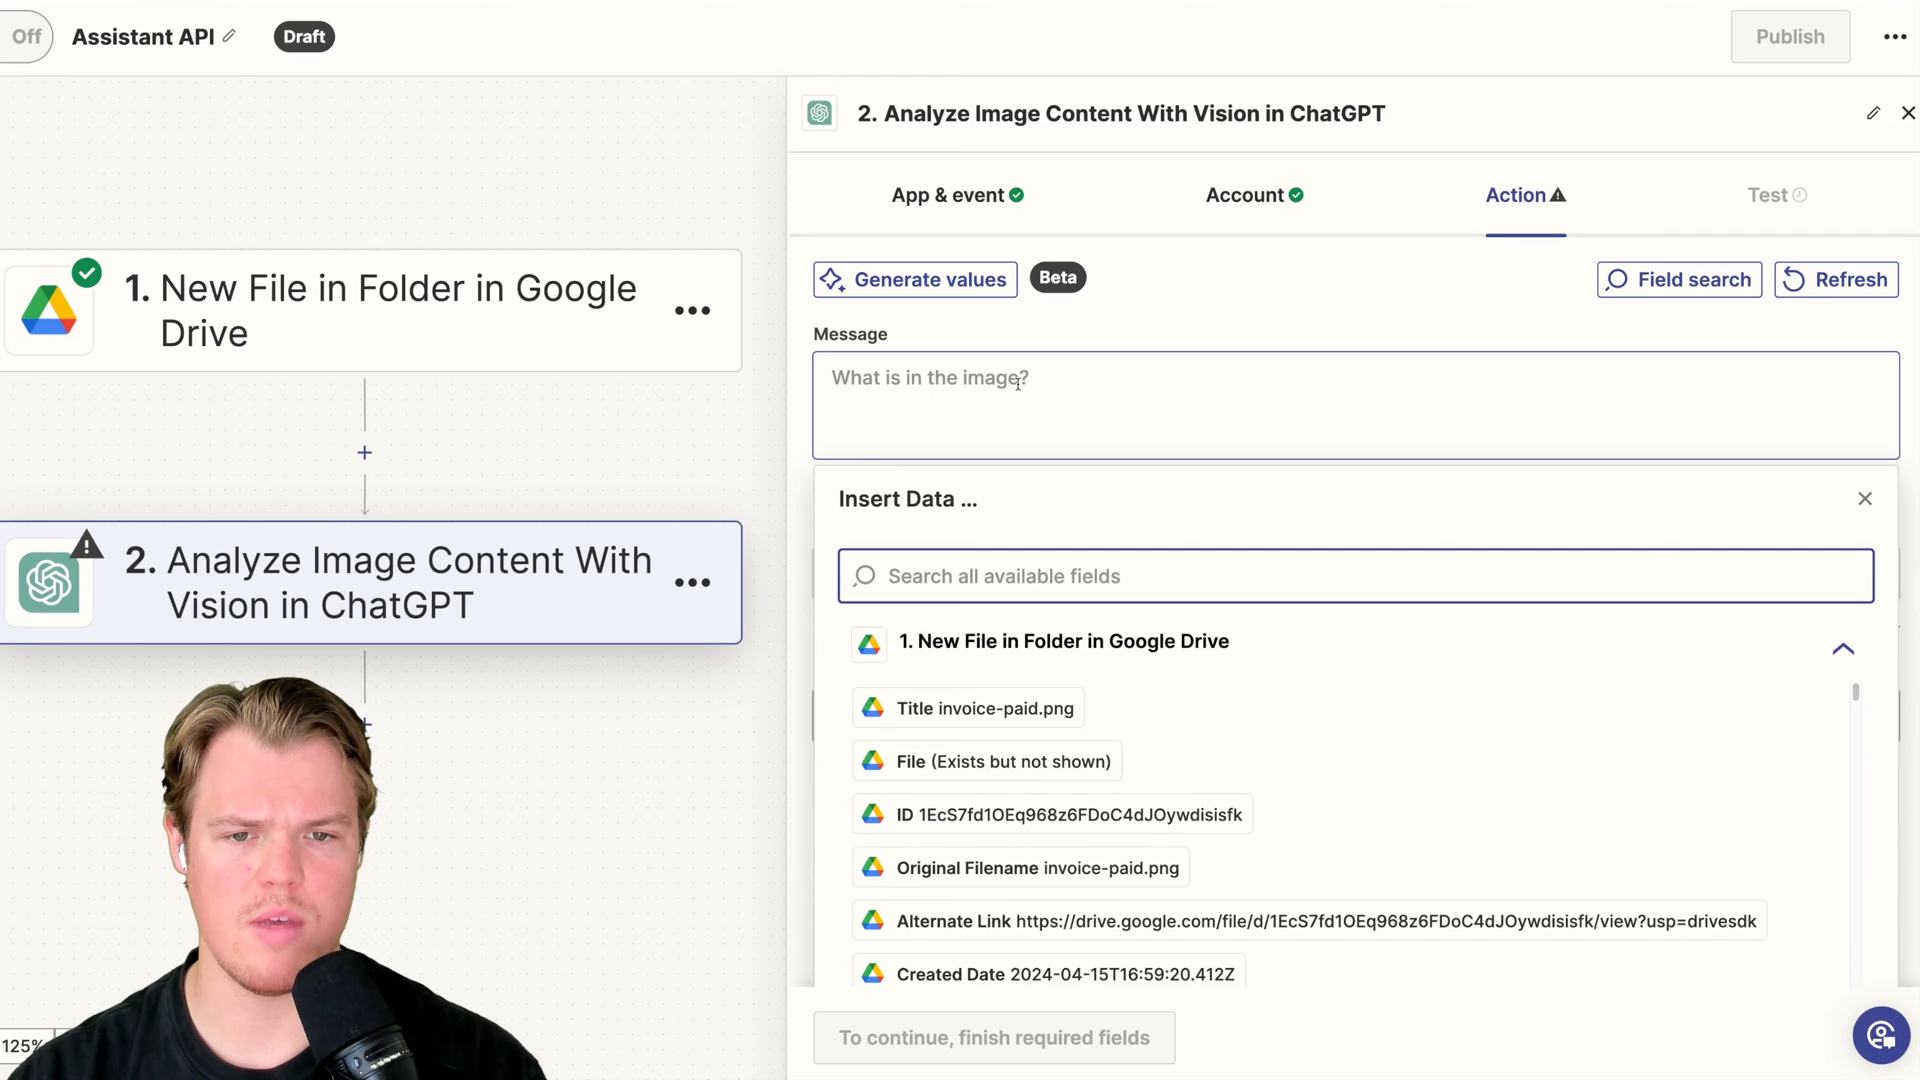 Off
Assistant API
Draft
Publish
1. New File in Folder in Google
Drive
2. Analyze Image Content With
Vision in ChatGPT
125%
2. Analyze Image Content With Vision in ChatGPT
App & event
Account
Action
Test
Generate values
Beta
Field search
Refresh
Message
What is in the image?
Insert Data ...
Search all available fields
1. New File in Folder in Google Drive
Title invoice-paid.png
File (Exists but not shown)
ID 1EcS7fd1OEq968z6FDoC4dJOywdisisfk
Original Filename invoice-paid.png
Alternate Link https://drive.google.com/file/d/1EcS7fd1OEq968z6FDoC4dJOywdisisfk/view?usp=drivesdk
Created Date 2024-04-15T16:59:20.412Z
To continue, finish required fields